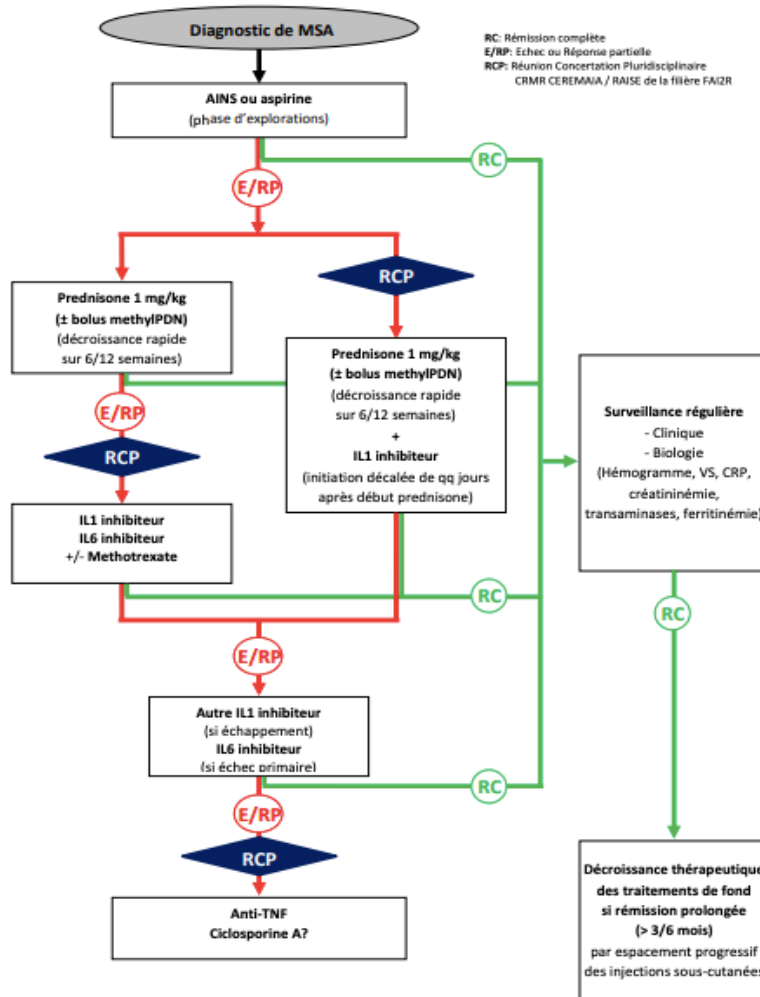 Diagnostic de MSA
RC: Rémission complète
E/RP: Echec ou Réponse partielle
RCP: Réunion Concertation Pluridisciplinaire
CRMR CEREMAIA / RAISE de la filière FAI2R
AINS ou aspirine
(phase d'explorations)
RC
E/RP
RCP
Prednisone 1 mg/kg
(± bolus methylPDN)
(décroissance rapide
sur 6/12 semaines)
Prednisone 1 mg/kg
(± bolus methylPDN)
(décroissance rapide
sur 6/12 semaines)
+
IL1 inhibiteur
(initiation décalée de qq jours
après début prednisone)
E/RP
RCP
IL1 inhibiteur
IL6 inhibiteur
+/- Methotrexate
Surveillance régulière
- Clinique
- Biologie
(Hémogramme, VS, CRP,
créatininémie,
transaminases, ferritinémie)
RC
RC
E/RP
Autre IL1 inhibiteur
(si échappement)
IL6 inhibiteur
(si échec primaire)
RC
E/RP
RCP
Anti-TNF
Ciclosporine A?
Décroissance thérapeutique
des traitements de fond
si rémission prolongée
(> 3/6 mois)
par espacement progressif
des injections sous-cutanées